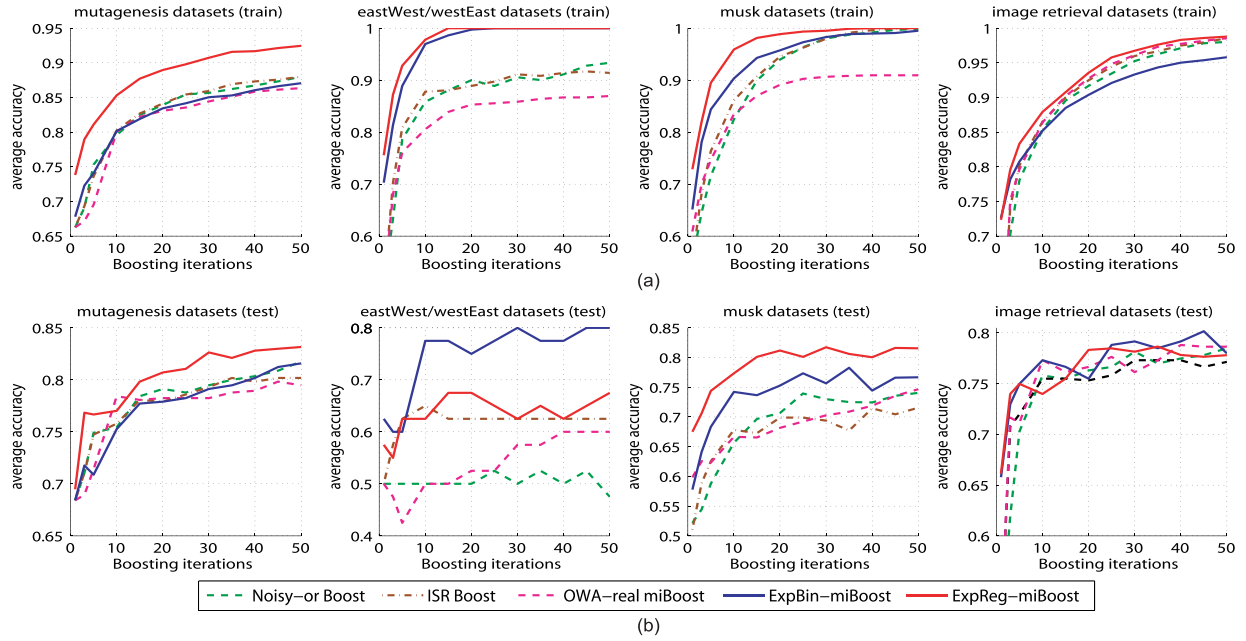 mutagenesis datasets (train)
average accuracy
0.95
0.9
0.85
0.8
0.75
0.7
0.65
0 10 20 30 40 50
Boosting iterations
eastWest/westEast datasets (train)
average accuracy
1
0.9
0.8
0.7
0.6
0 10 20 30 40 50
Boosting iterations
musk datasets (train)
average accuracy
1
0.9
0.8
0.7
0.6
0 10 20 30 40 50
Boosting iterations
image retrieval datasets (train)
average accuracy
1
0.95
0.9
0.85
0.8
0.75
0.7
0 10 20 30 40 50
Boosting iterations
(a)
mutagenesis datasets (test)
average accuracy
0.85
0.8
0.75
0.7
0.65
0 10 20 30 40 50
Boosting iterations
eastWest/westEast datasets (test)
average accuracy
0.8
0.7
0.6
0.5
0.4
0 10 20 30 40 50
Boosting iterations
musk datasets (test)
average accuracy
0.85
0.8
0.75
0.7
0.65
0.6
0.55
0.5
0 10 20 30 40 50
Boosting iterations
image retrieval datasets (test)
average accuracy
0.8
0.75
0.7
0.65
0.6
0 10 20 30 40 50
Boosting iterations
Noisy−or Boost ISR Boost OWA−real miBoost ExpBin−miBoost ExpReg−miBoost
(b)